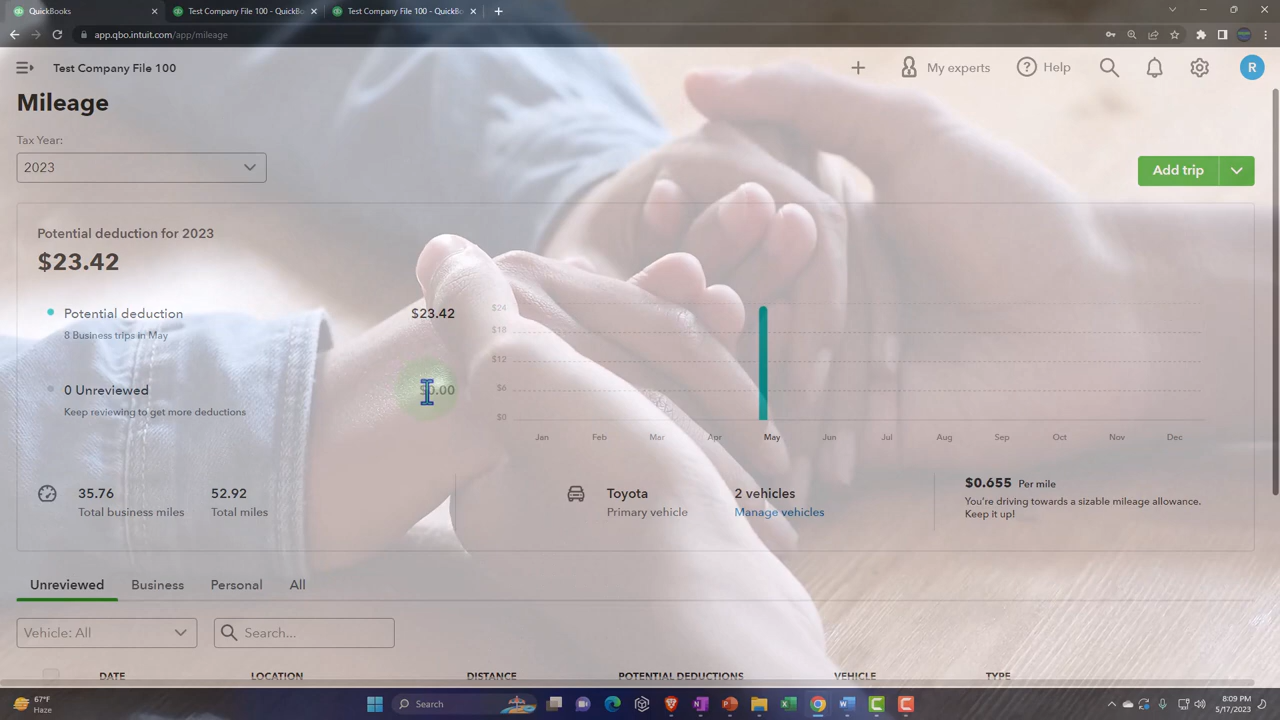 QuickBooks
Test Company File 100 - QuickBo
Test Company File 100 - QuickBo
app.qbo.intuit.com/app/mileage
Test Company File 100
My experts
Help
R
Mileage
Tax Year:
2023
Add trip
Potential deduction for 2023
$23.42
Potential deduction
$23.42
8 Business trips in May
0 Unreviewed
$0.00
Keep reviewing to get more deductions
$24
$18
$12
$6
$0
Jan Feb Mar Apr May Jun Jul Aug Sep Oct Nov Dec
35.76
Total business miles
52.92
Total miles
Toyota
Primary vehicle
2 vehicles
Manage vehicles
$0.655 Per mile
You're driving towards a sizable mileage allowance.
Keep it up!
Unreviewed Business Personal All
Vehicle: All
Search...
DATE LOCATION DISTANCE POTENTIAL DEDUCTIONS VEHICLE TYPE
67°F
Haze
Search
8:09 PM
5/17/2023